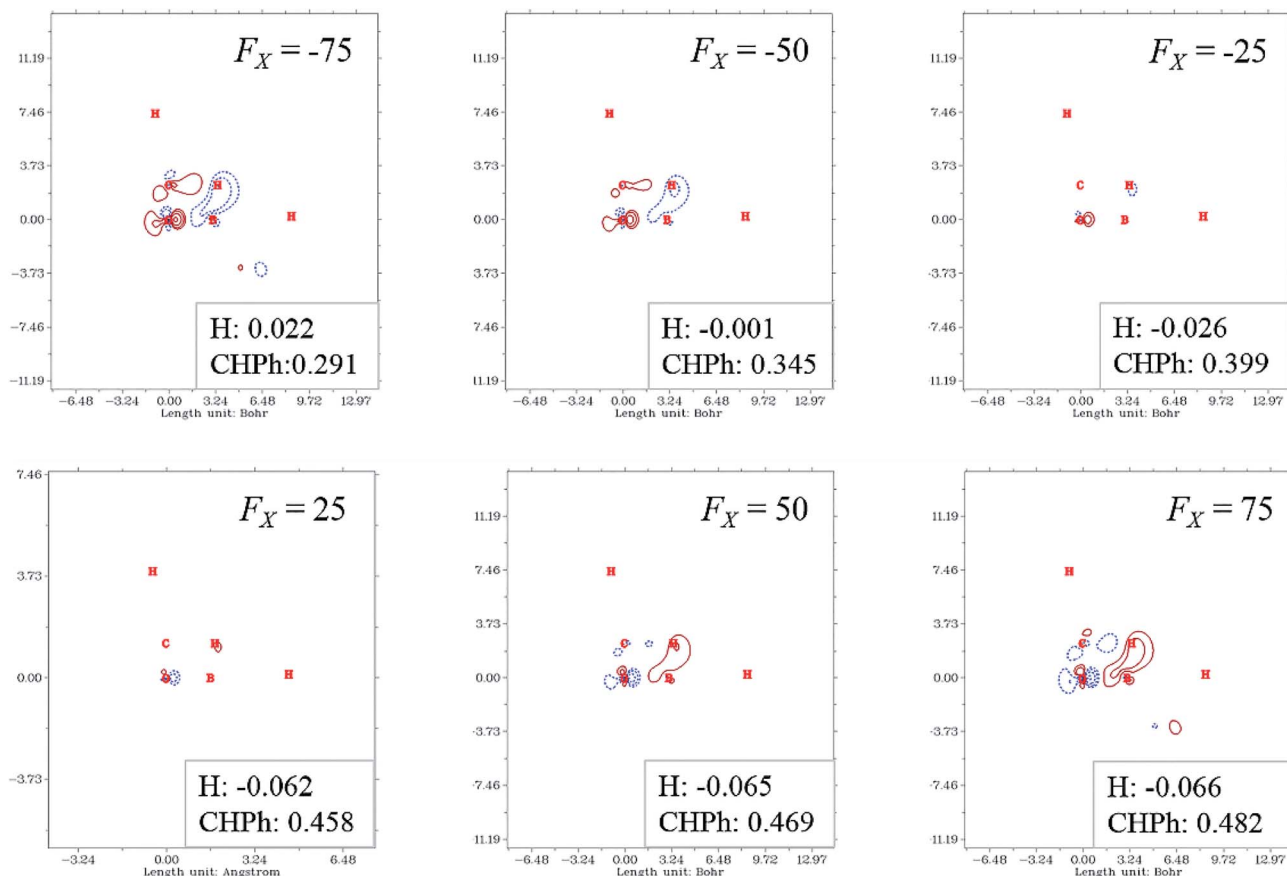 F_X = -75
11.19
7.46
H
3.73
C H
0.00 B H
−3.73
−7.46
−11.19
H: 0.022
CHPh:0.291
−6.48 −3.24 0.00 3.24 6.48 9.72 12.97
Length unit: Bohr
F_X = -50
11.19
7.46
H
3.73
C H
0.00 B H
−3.73
−7.46
−11.19
H: -0.001
CHPh: 0.345
−6.48 −3.24 0.00 3.24 6.48 9.72 12.97
Length unit: Bohr
F_X = -25
11.19
7.46
H
3.73
C H
0.00 B H
−3.73
−7.46
−11.19
H: -0.026
CHPh: 0.399
−6.48 −3.24 0.00 3.24 6.48 9.72 12.97
Length unit: Bohr
F_X = 25
7.46
3.73
H
C H
0.00 B H
−3.73
H: -0.062
CHPh: 0.458
−3.24 0.00 3.24 6.48
Length unit: Angstrom
F_X = 50
11.19
7.46
H
3.73
C H
0.00 B H
−3.73
−7.46
−11.19
H: -0.065
CHPh: 0.469
−6.48 −3.24 0.00 3.24 6.48 9.72 12.97
Length unit: Bohr
F_X = 75
11.19
7.46
H
3.73
C H
0.00 B H
−3.73
−7.46
−11.19
H: -0.066
CHPh: 0.482
−6.48 −3.24 0.00 3.24 6.48 9.72 12.97
Length unit: Bohr